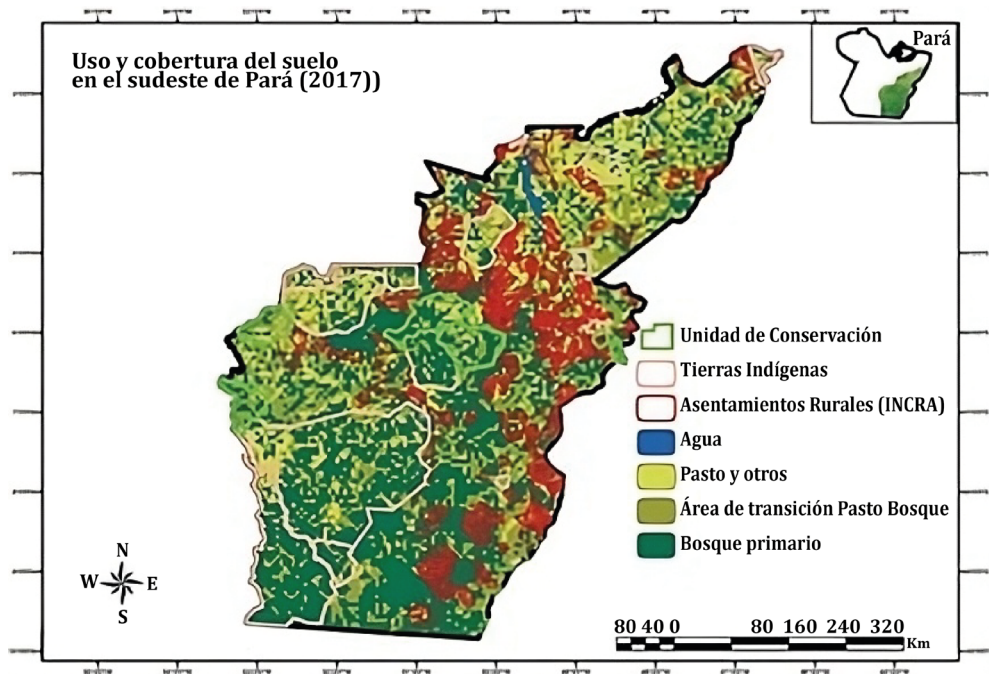 Uso y cobertura del suelo
en el sudeste de Pará (2017))
Pará
Unidad de Conservación
Tierras Indígenas
Asentamientos Rurales (INCRA)
Agua
Pasto y otros
Área de transición Pasto Bosque
Bosque primario
N
W E
S
80 40 0 80 160 240 320
Km